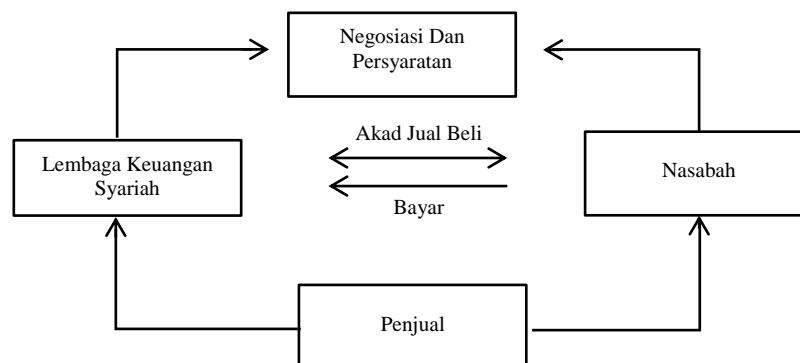 Negosiasi Dan
Persyaratan
Akad Jual Beli
Lembaga Keuangan
Syariah
Nasabah
Bayar
Penjual